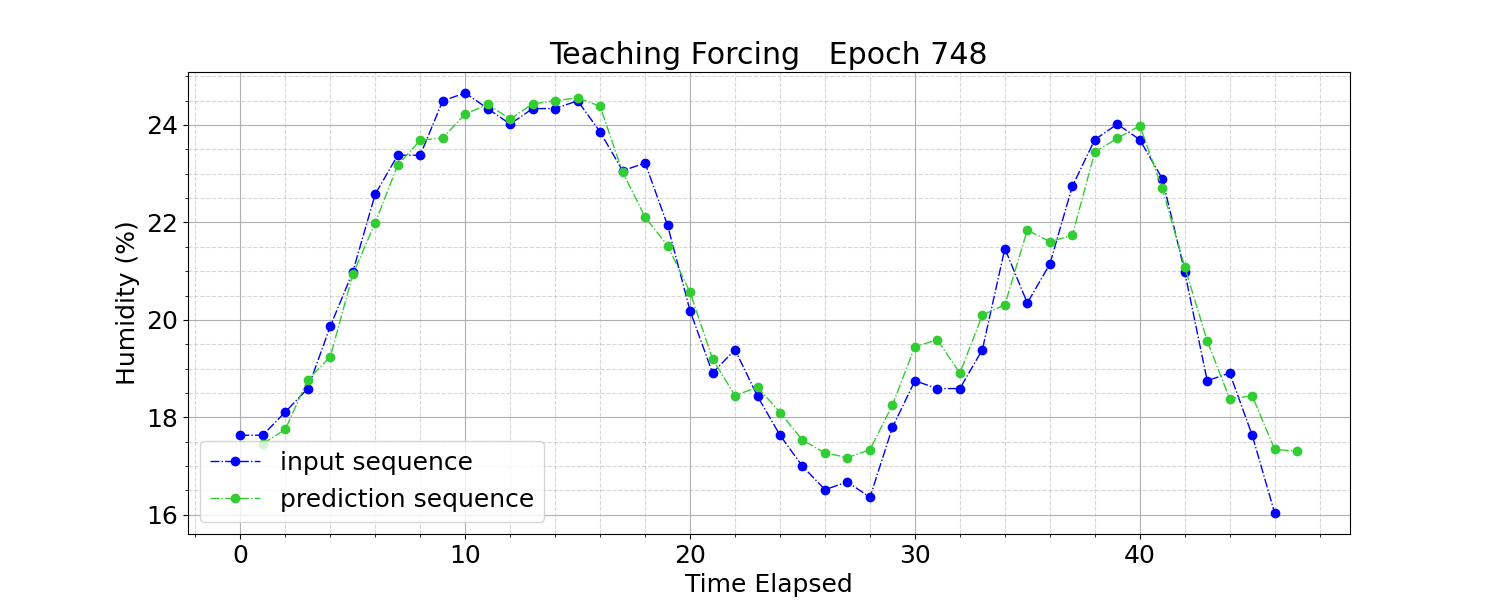 Teaching Forcing Epoch 748
Humidity (%)
24
22
20
18
16
input sequence
prediction sequence
0 10 20 30 40
Time Elapsed